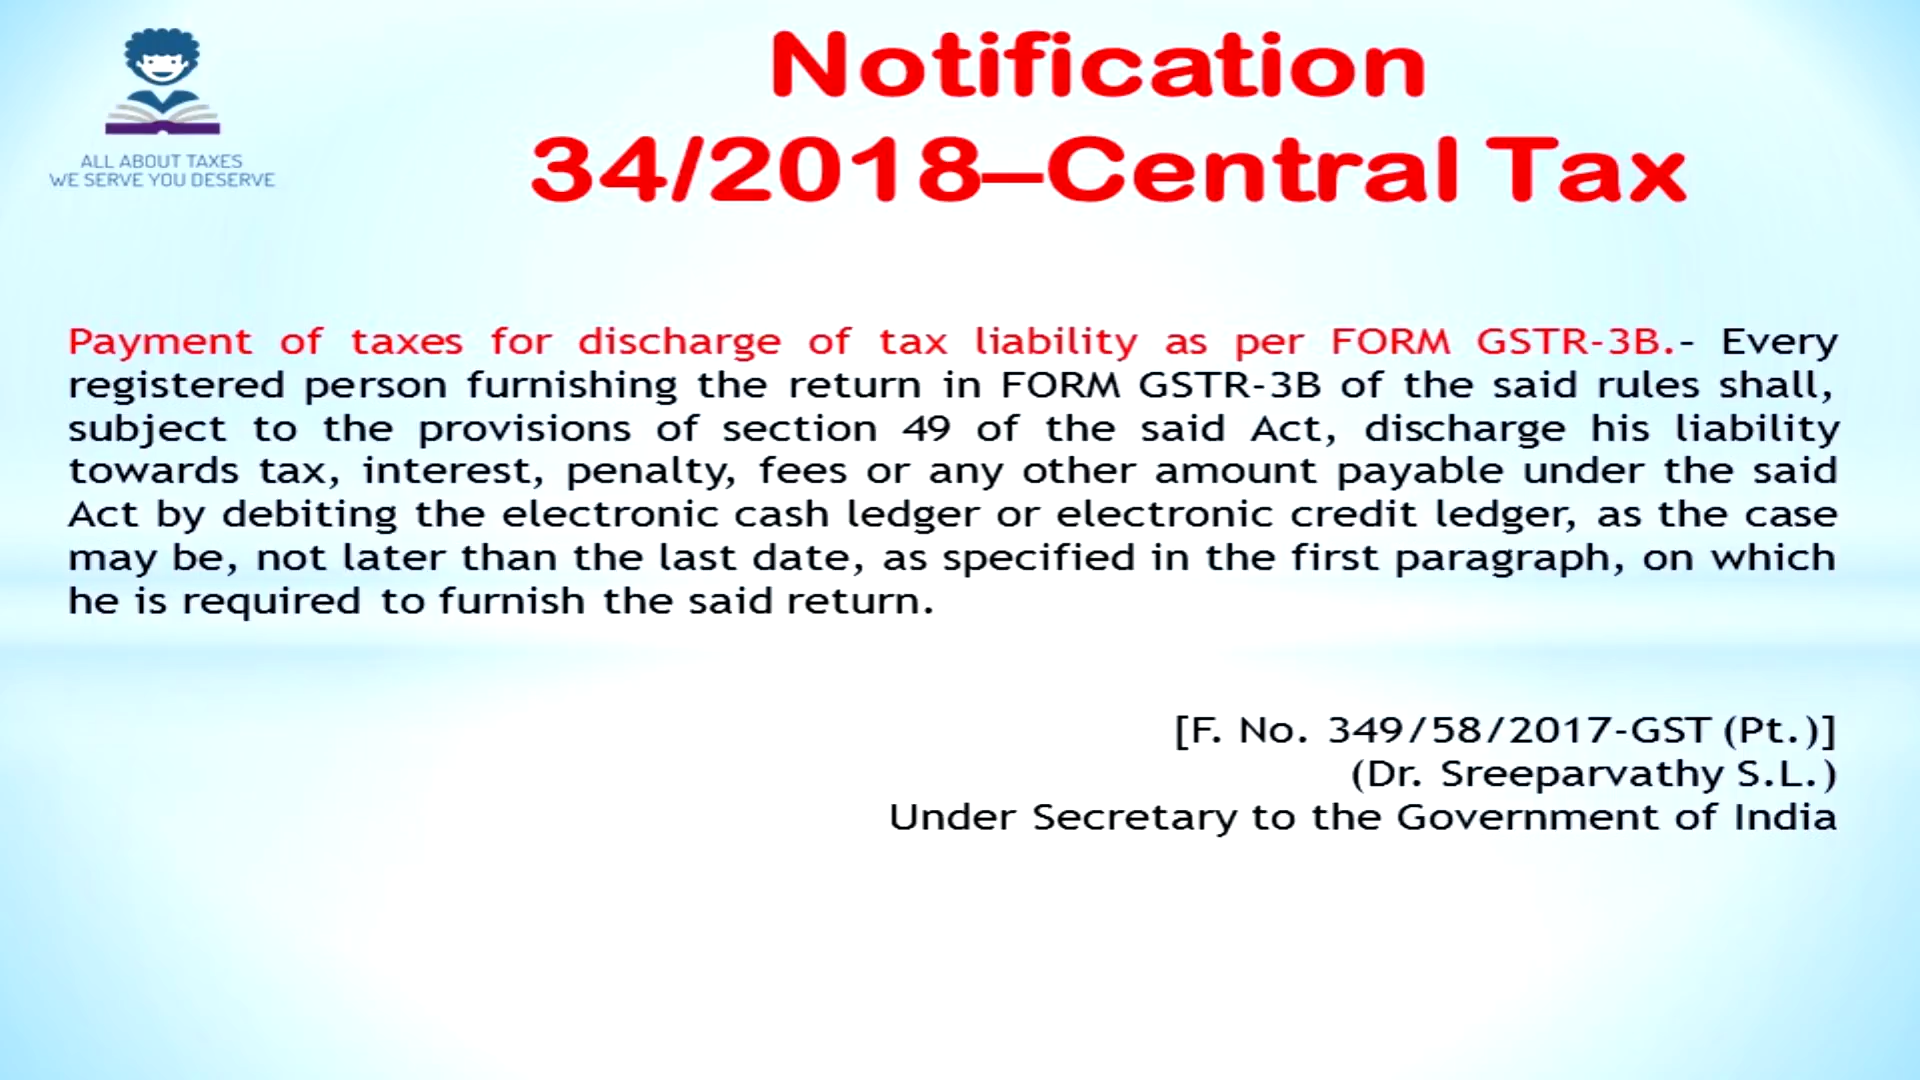 ALL ABOUT TAXES
WE SERVE YOU DESERVE
Notification
34/2018–Central Tax
Payment of taxes for discharge of tax liability as per FORM GSTR-3B.- Every
registered person furnishing the return in FORM GSTR-3B of the said rules shall,
subject to the provisions of section 49 of the said Act, discharge his liability
towards tax, interest, penalty, fees or any other amount payable under the said
Act by debiting the electronic cash ledger or electronic credit ledger, as the case
may be, not later than the last date, as specified in the first paragraph, on which
he is required to furnish the said return.
[F. No. 349/58/2017-GST (Pt.)]
(Dr. Sreeparvathy S.L.)
Under Secretary to the Government of India